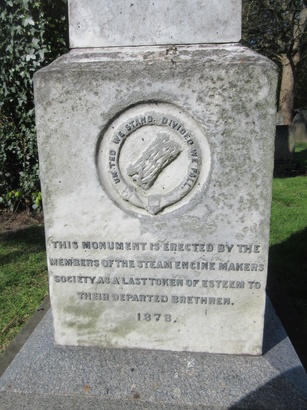 UNITED WE STAND. DIVIDED WE FALL.
THIS MONUMENT IS ERECTED BY THE
MEMBERS OF THE STEAM ENGINE MAKERS
SOCIETY, AS A LAST TOKEN OF ESTEEM TO
THEIR DEPARTED BRETHREN.
1878.